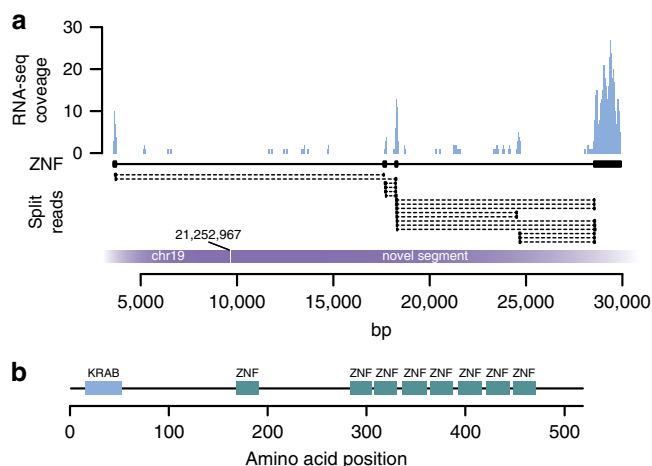 a
RNA-seq
coveage
30
20
10
0
ZNF
Split
reads
21,252,967
chr19
novel segment
5,000
10,000
15,000
20,000
25,000
30,000
bp
b
KRAB
ZNF
ZNF
ZNF
ZNF
ZNF
ZNF
ZNF
ZNF
0
100
200
300
400
500
Amino acid position